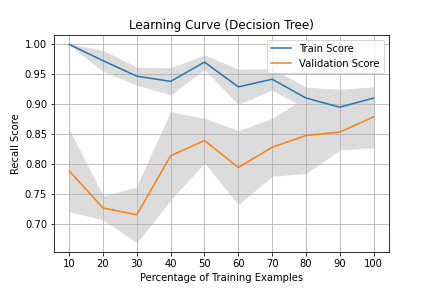 Learning Curve (Decision Tree)
Train Score
Validation Score
Recall Score
1.00
0.95
0.90
0.85
0.80
0.75
0.70
10 20 30 40 50 60 70 80 90 100
Percentage of Training Examples